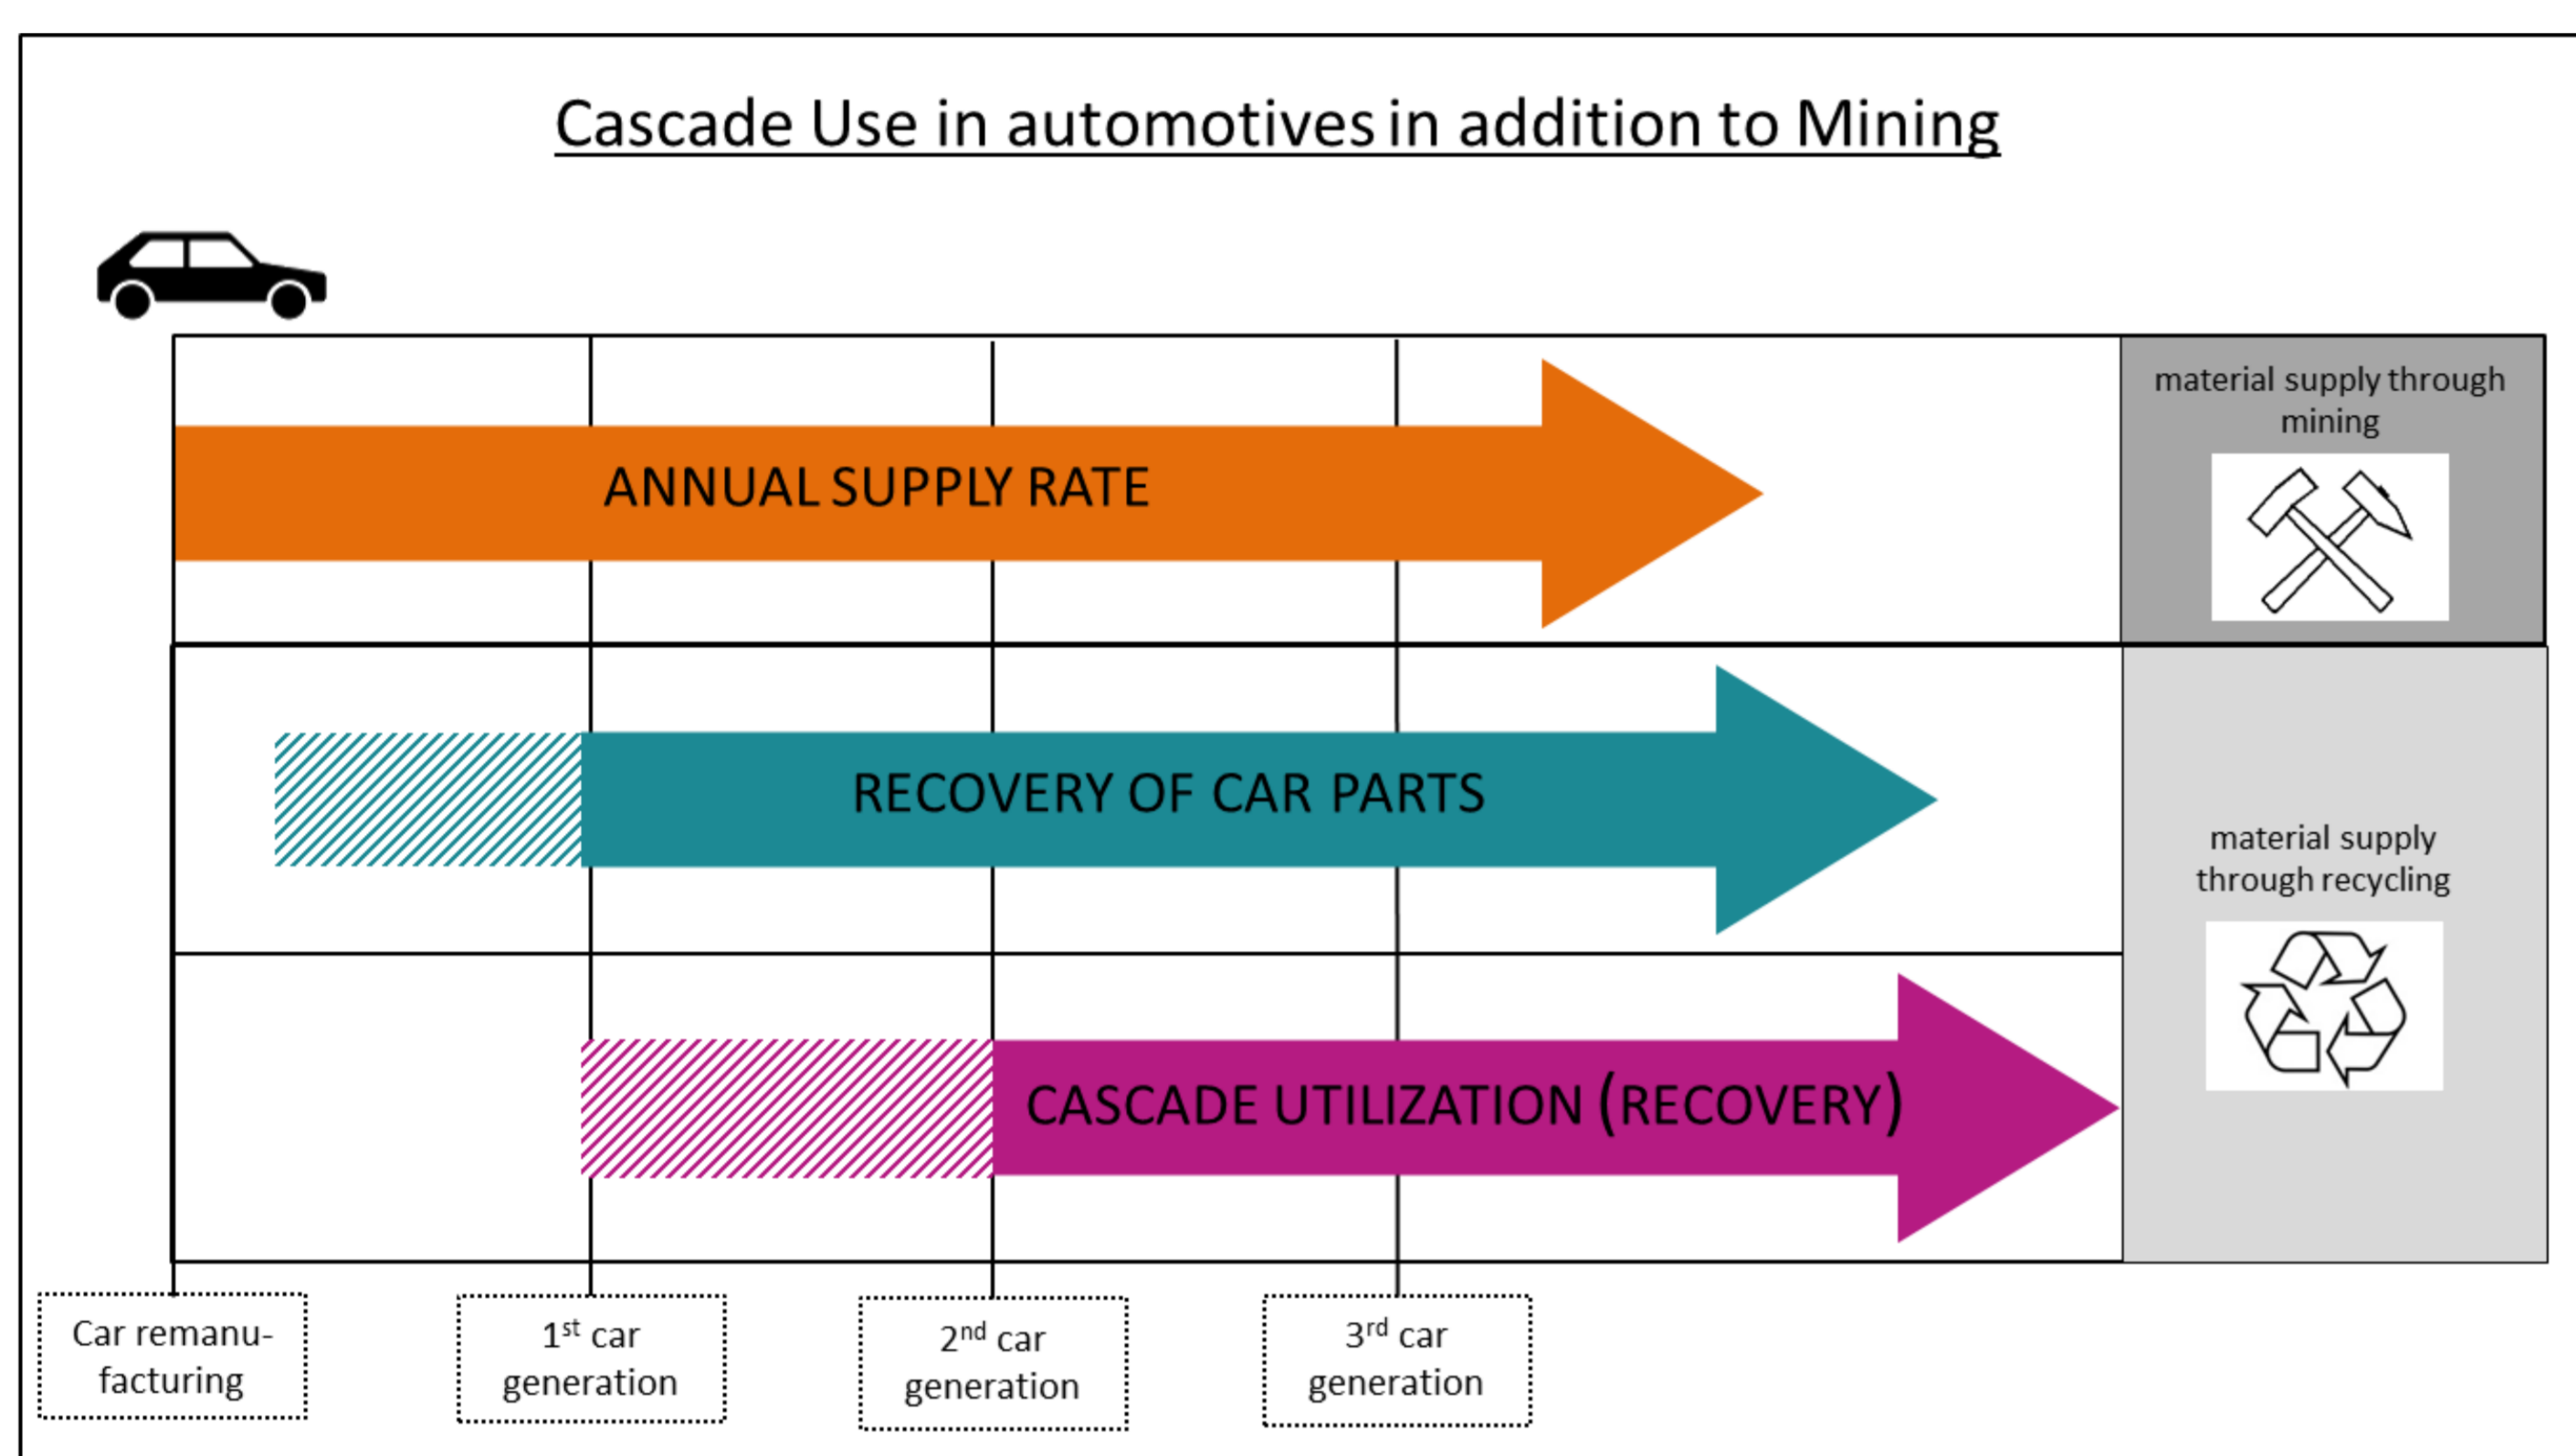 Cascade Use in automotives in addition to Mining
material supply through
mining
ANNUAL SUPPLY RATE
RECOVERY OF CAR PARTS
material supply
through recycling
CASCADE UTILIZATION (RECOVERY)
Car remanu-
facturing
1st car
generation
2nd car
generation
3rd car
generation